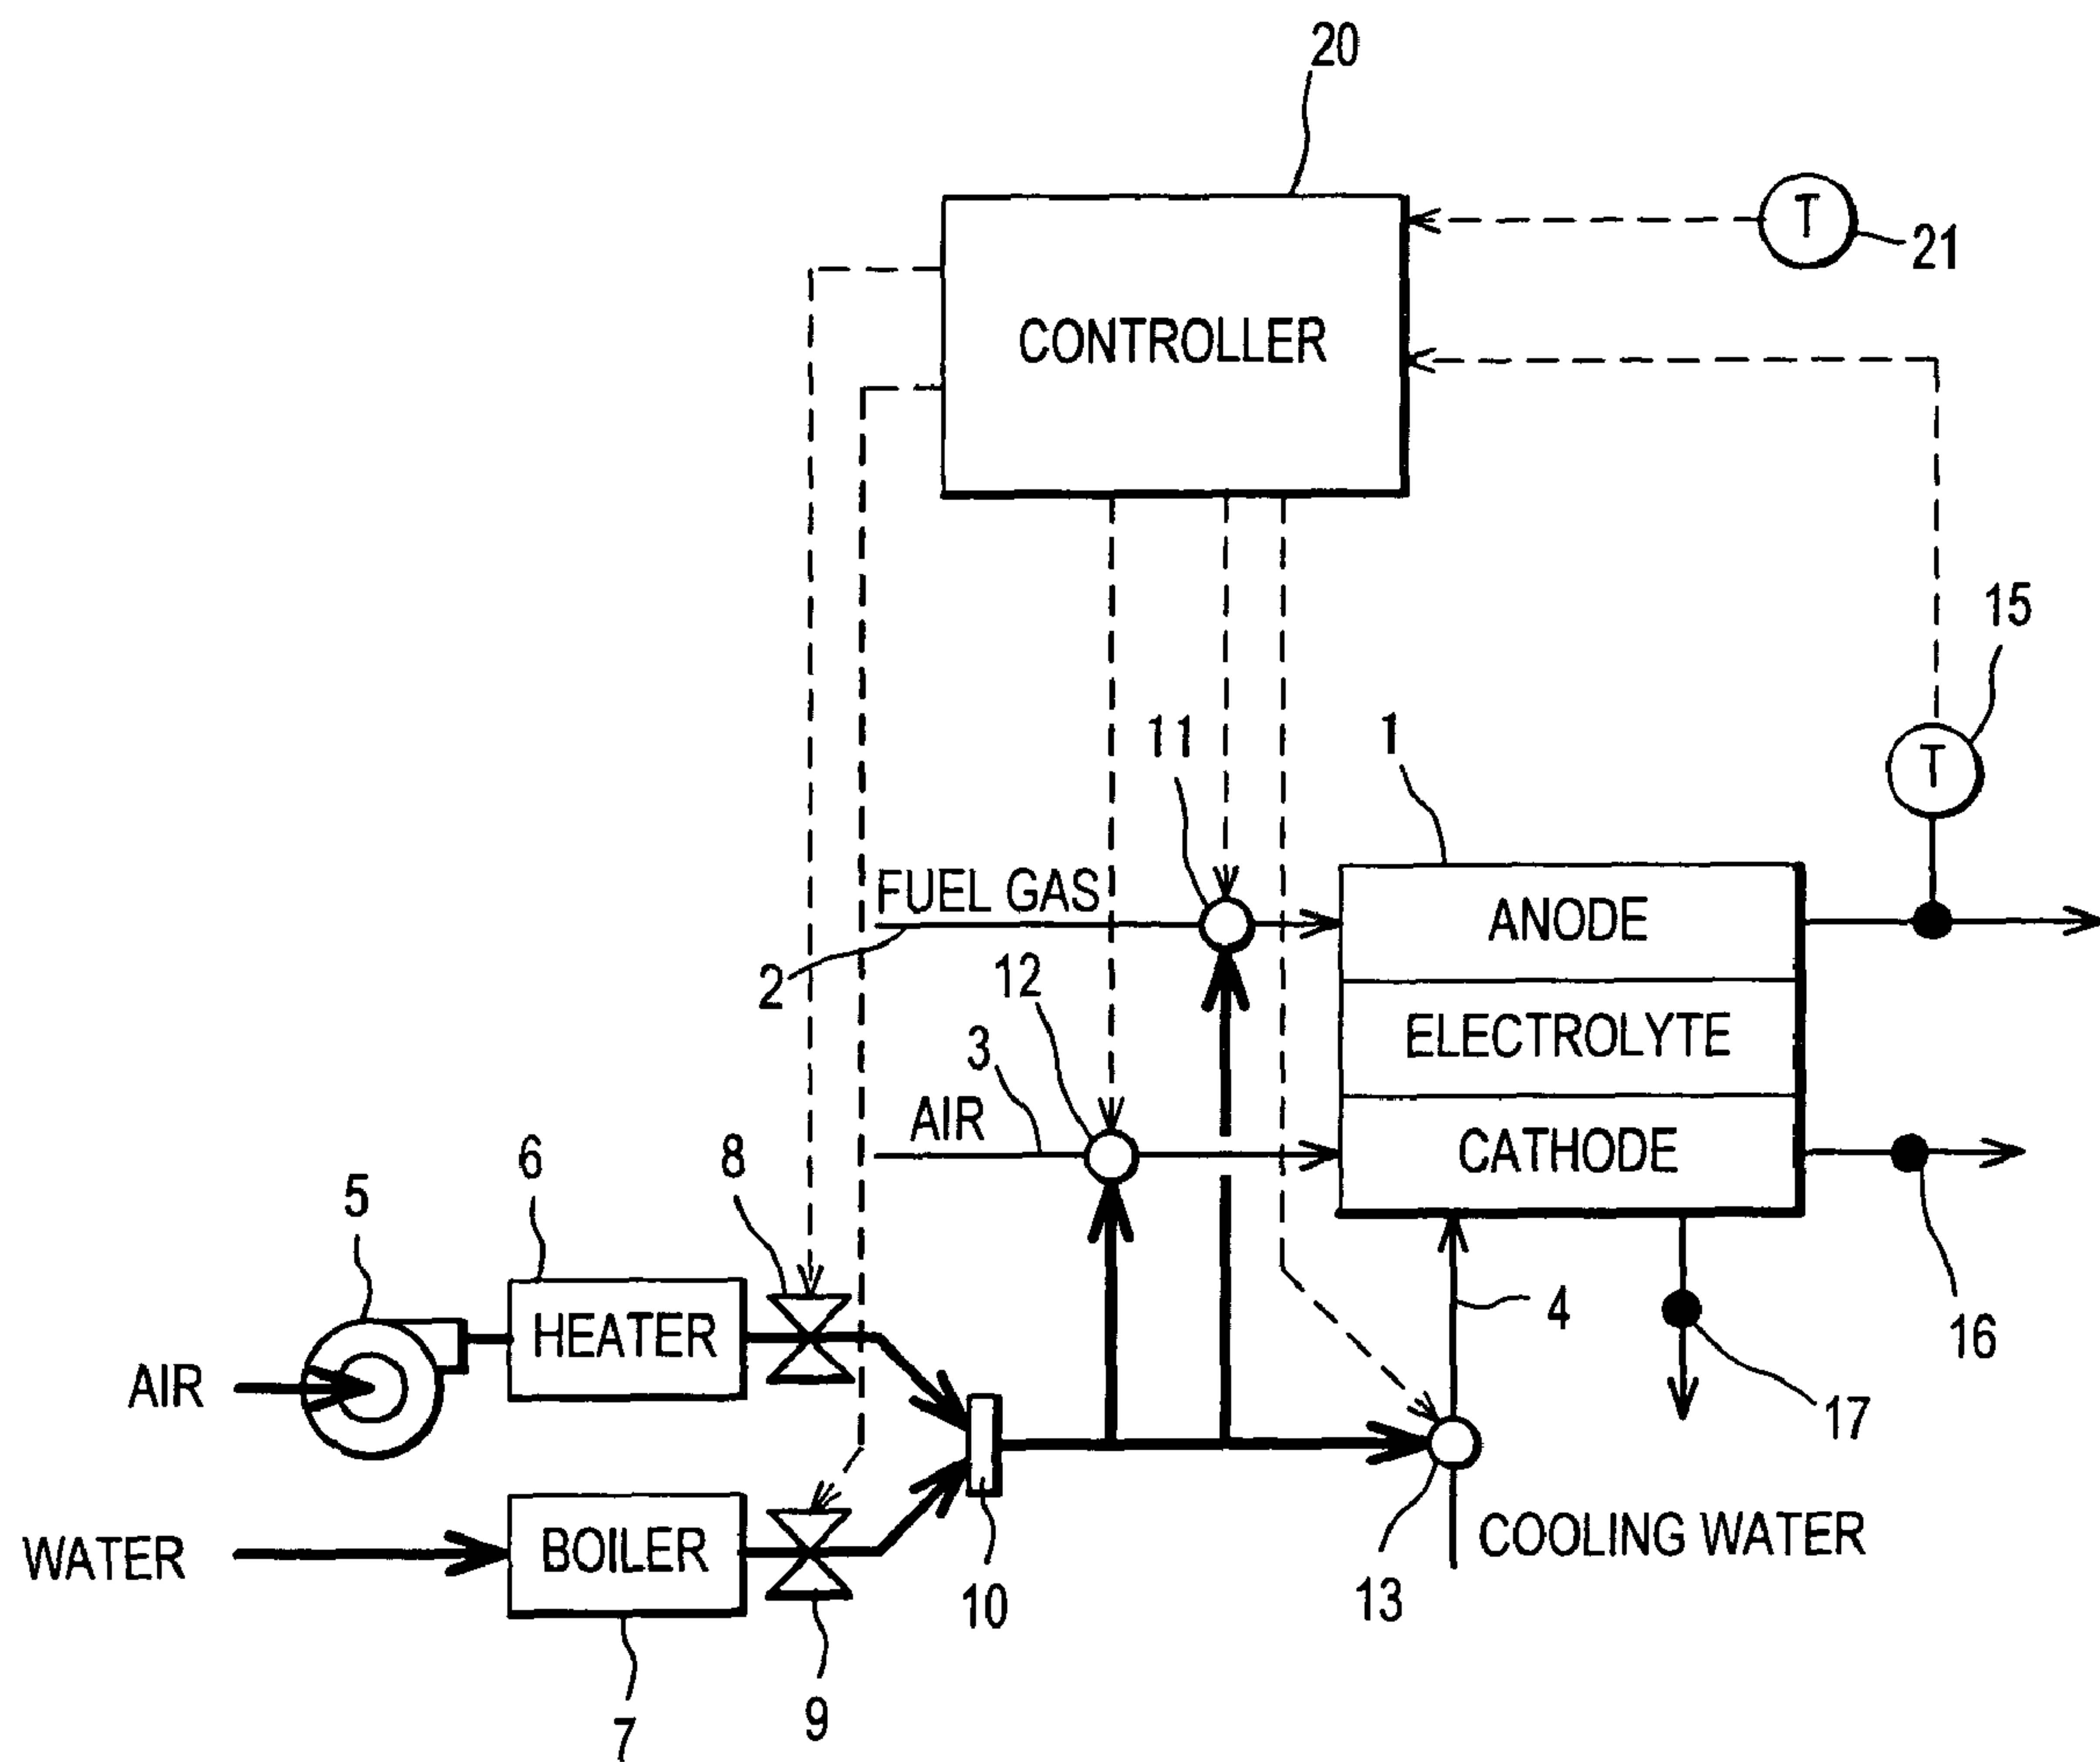 20
T
21
CONTROLLER
15
T
11
1
FUEL GAS
ANODE
2
12
3
ELECTROLYTE
AIR
CATHODE
5
6
8
4
HEATER
16
AIR
17
BOILER
COOLING WATER
WATER
10
13
7
9